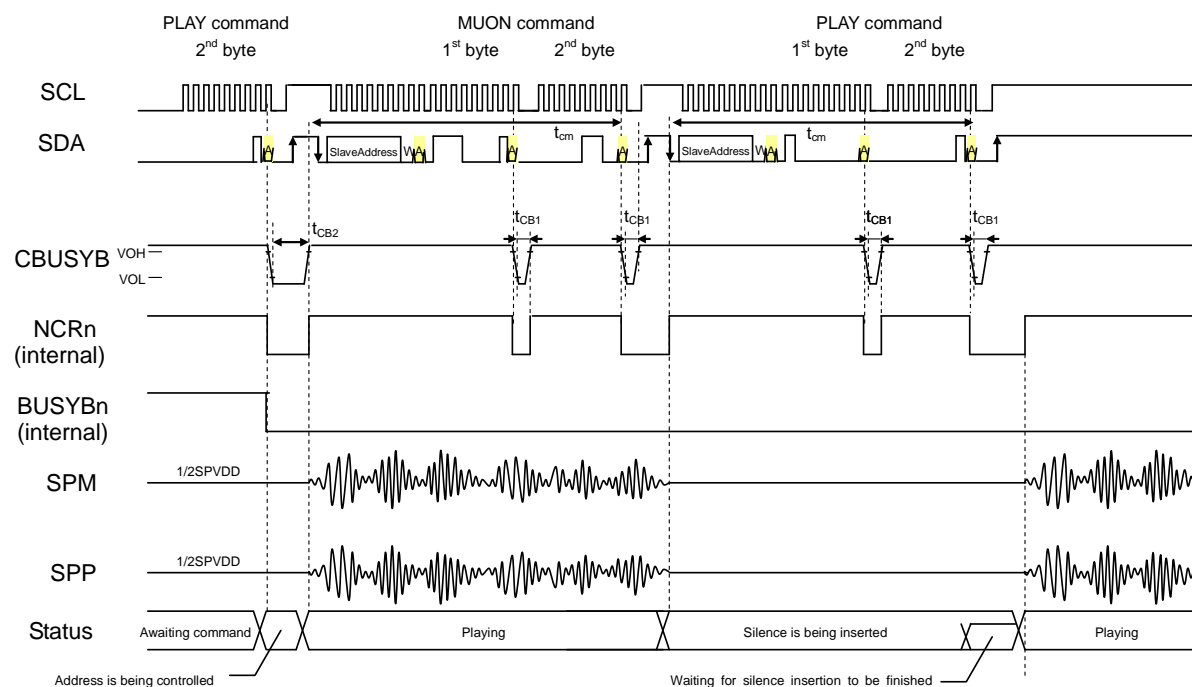 PLAY command
2nd byte
MUON command
1st byte
2nd byte
PLAY command
1st byte
2nd byte
SCL
tcm
tcm
SDA
A
SlaveAddress
W
A
A
A
SlaveAddress
W
A
A
A
tCB2
tCB1
tCB1
tCB1
tCB1
CBUSYB
VOH
VOL
NCRn
(internal)
BUSYBn
(internal)
SPM
1/2SPVDD
SPP
1/2SPVDD
Status
Awaiting command
Playing
Silence is being inserted
Playing
Address is being controlled
Waiting for silence insertion to be finished